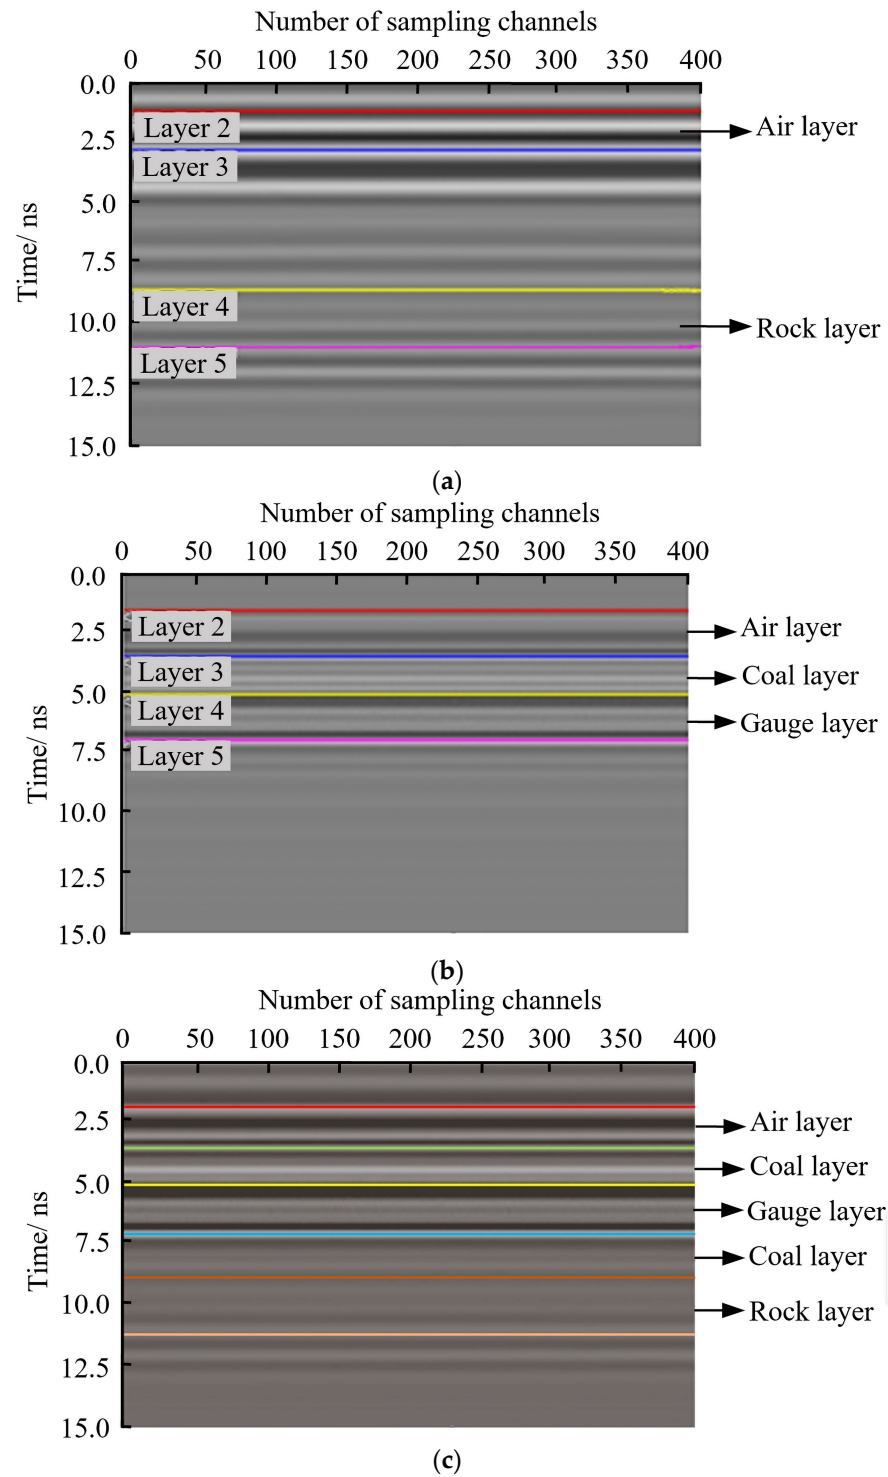 Number of sampling channels
0 50 100 150 200 250 300 350 400
0.0
Layer 2
Air layer
2.5
Layer 3
5.0
Time/ ns
7.5
Layer 4
10.0
Rock layer
Layer 5
12.5
15.0
(a)
Number of sampling channels
0 50 100 150 200 250 300 350 400
0.0
Layer 2
Air layer
2.5
Layer 3
Coal layer
5.0
Layer 4
Gauge layer
7.5
Layer 5
Time/ ns
10.0
12.5
15.0
(b)
Number of sampling channels
0 50 100 150 200 250 300 350 400
0.0
2.5
Air layer
Coal layer
5.0
Gauge layer
7.5
Coal layer
Time/ ns
10.0
Rock layer
12.5
15.0
(c)